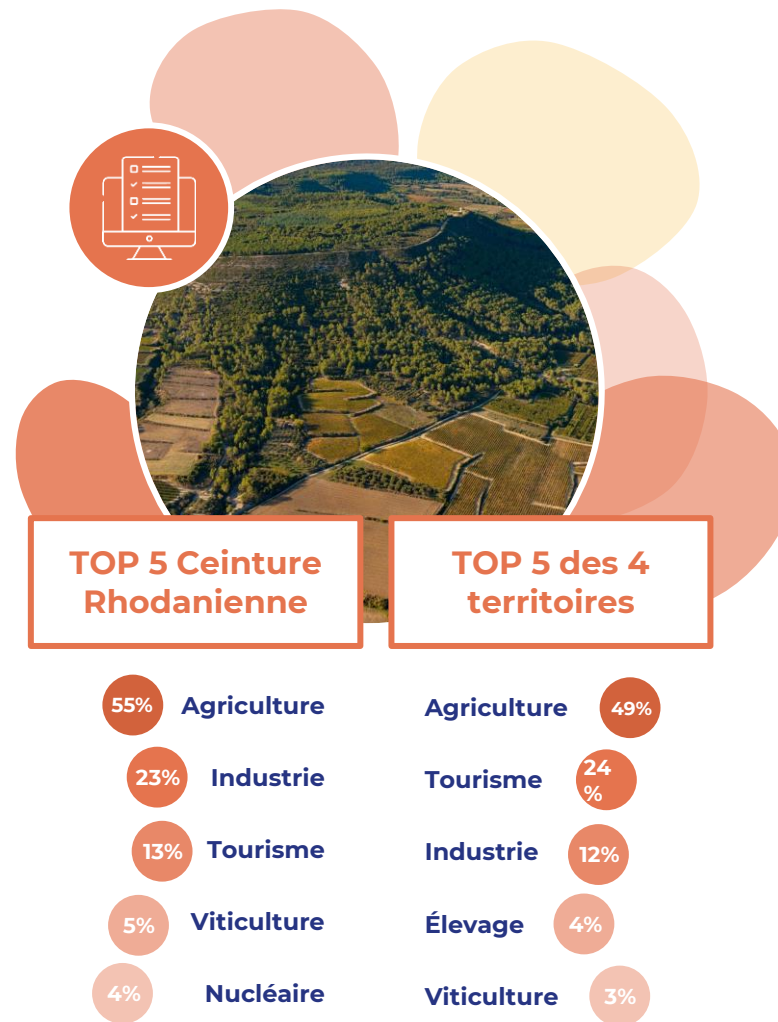 TOP 5 Ceinture
Rhodanienne
55% Agriculture
23% Industrie
13% Tourisme
5% Viticulture
4% Nucléaire
TOP 5 des 4
territoires
Agriculture 49%
Tourisme 24
%
Industrie 12%
Élevage 4%
Viticulture 3%